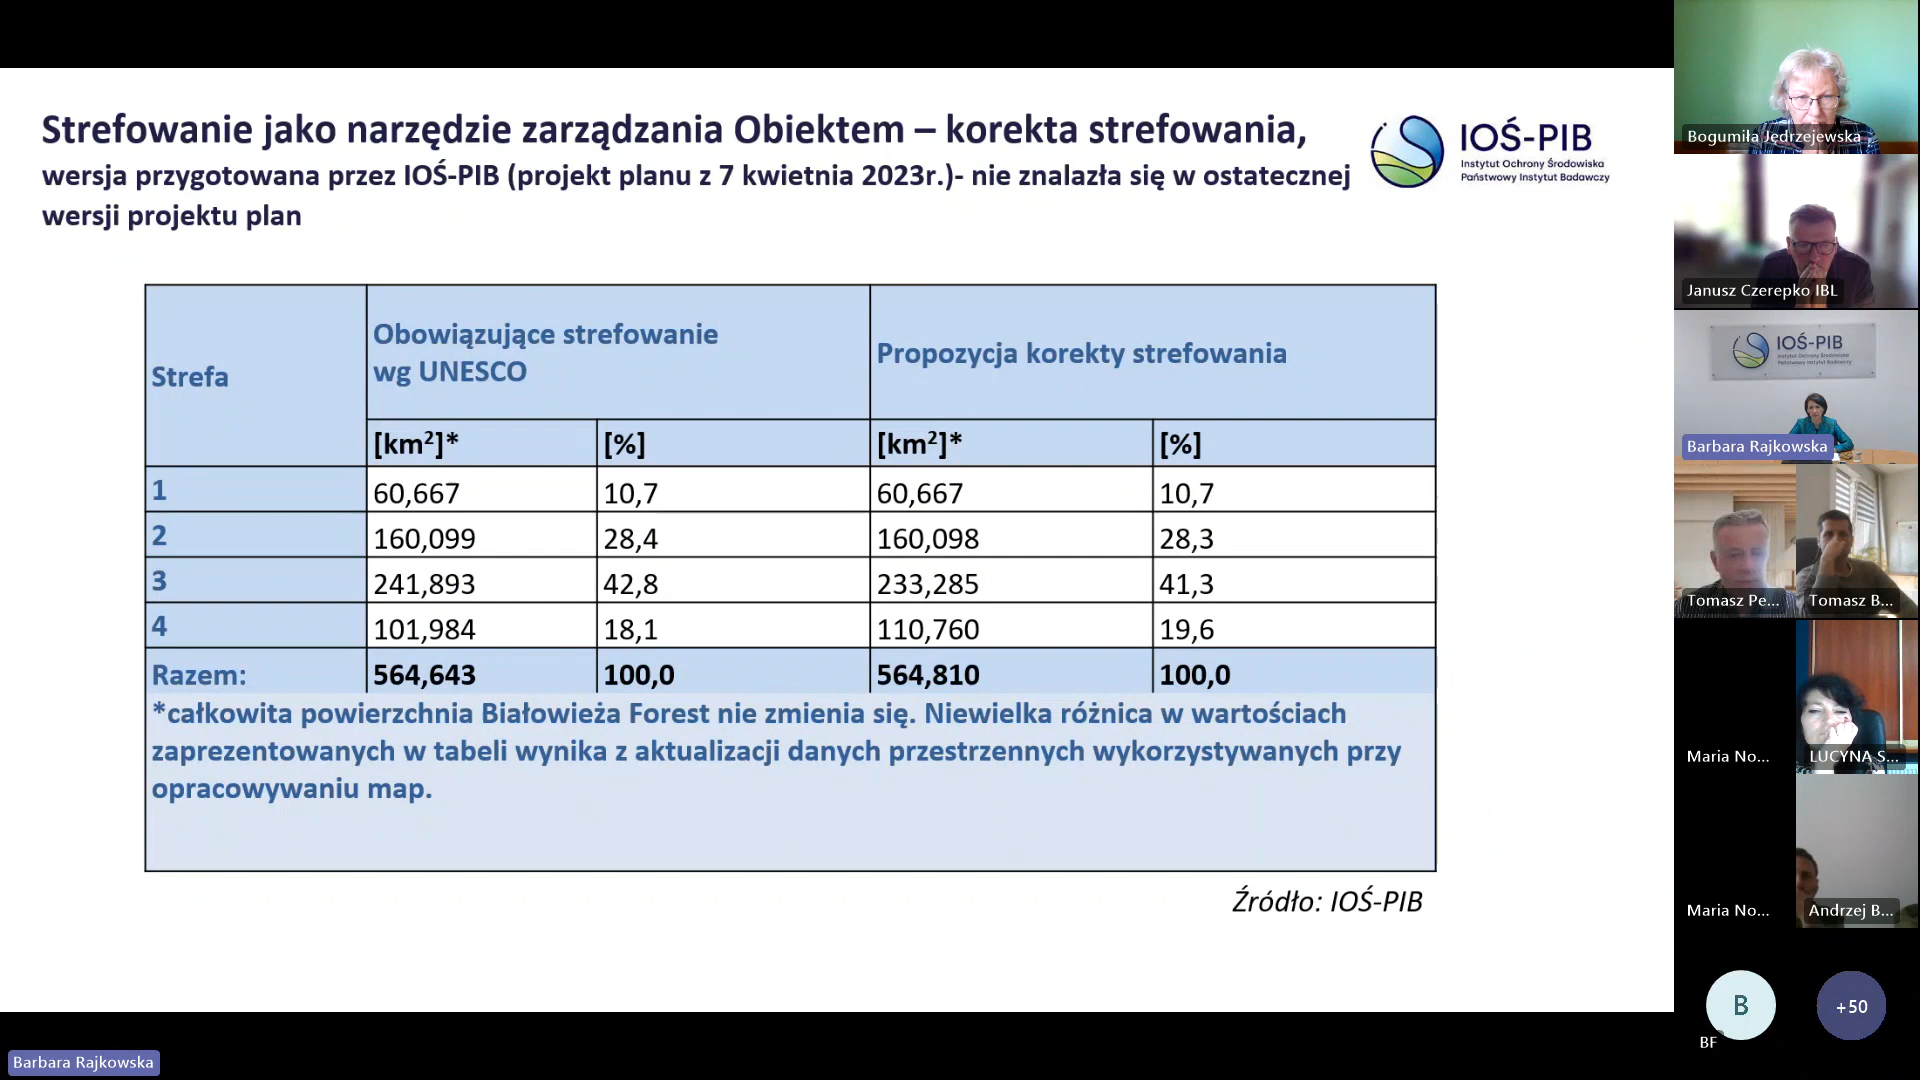 Strefowanie jako narzędzie zarządzania Obiektem – korekta strefowania,
wersja przygotowana przez IOŚ-PIB (projekt planu z 7 kwietnia 2023r.)- nie znalazła się w ostatecznej
wersji projektu plan
IOŚ-PIB
Instytut Ochrony Środowiska
Państwowy Instytut Badawczy
Strefa
Obowiązujące strefowanie
wg UNESCO
Propozycja korekty strefowania
[km²]* [%] [km²]* [%]
1 60,667 10,7 60,667 10,7
2 160,099 28,4 160,098 28,3
3 241,893 42,8 233,285 41,3
4 101,984 18,1 110,760 19,6
Razem: 564,643 100,0 564,810 100,0
*całkowita powierzchnia Białowieża Forest nie zmienia się. Niewielka różnica w wartościach
zaprezentowanych w tabeli wynika z aktualizacji danych przestrzennych wykorzystywanych przy
opracowywaniu map.
Źródło: IOŚ-PIB
Barbara Rajkowska
Bogumiła Jędrzejewska
Janusz Czerepko IBL
IOŚ-PIB
Instytut Ochrony Środowiska
Państwowy Instytut Badawczy
Barbara Rajkowska
Tomasz Pe... Tomasz B...
Maria No... LUCYNA S...
Maria No... Andrzej B...
B +50
BF